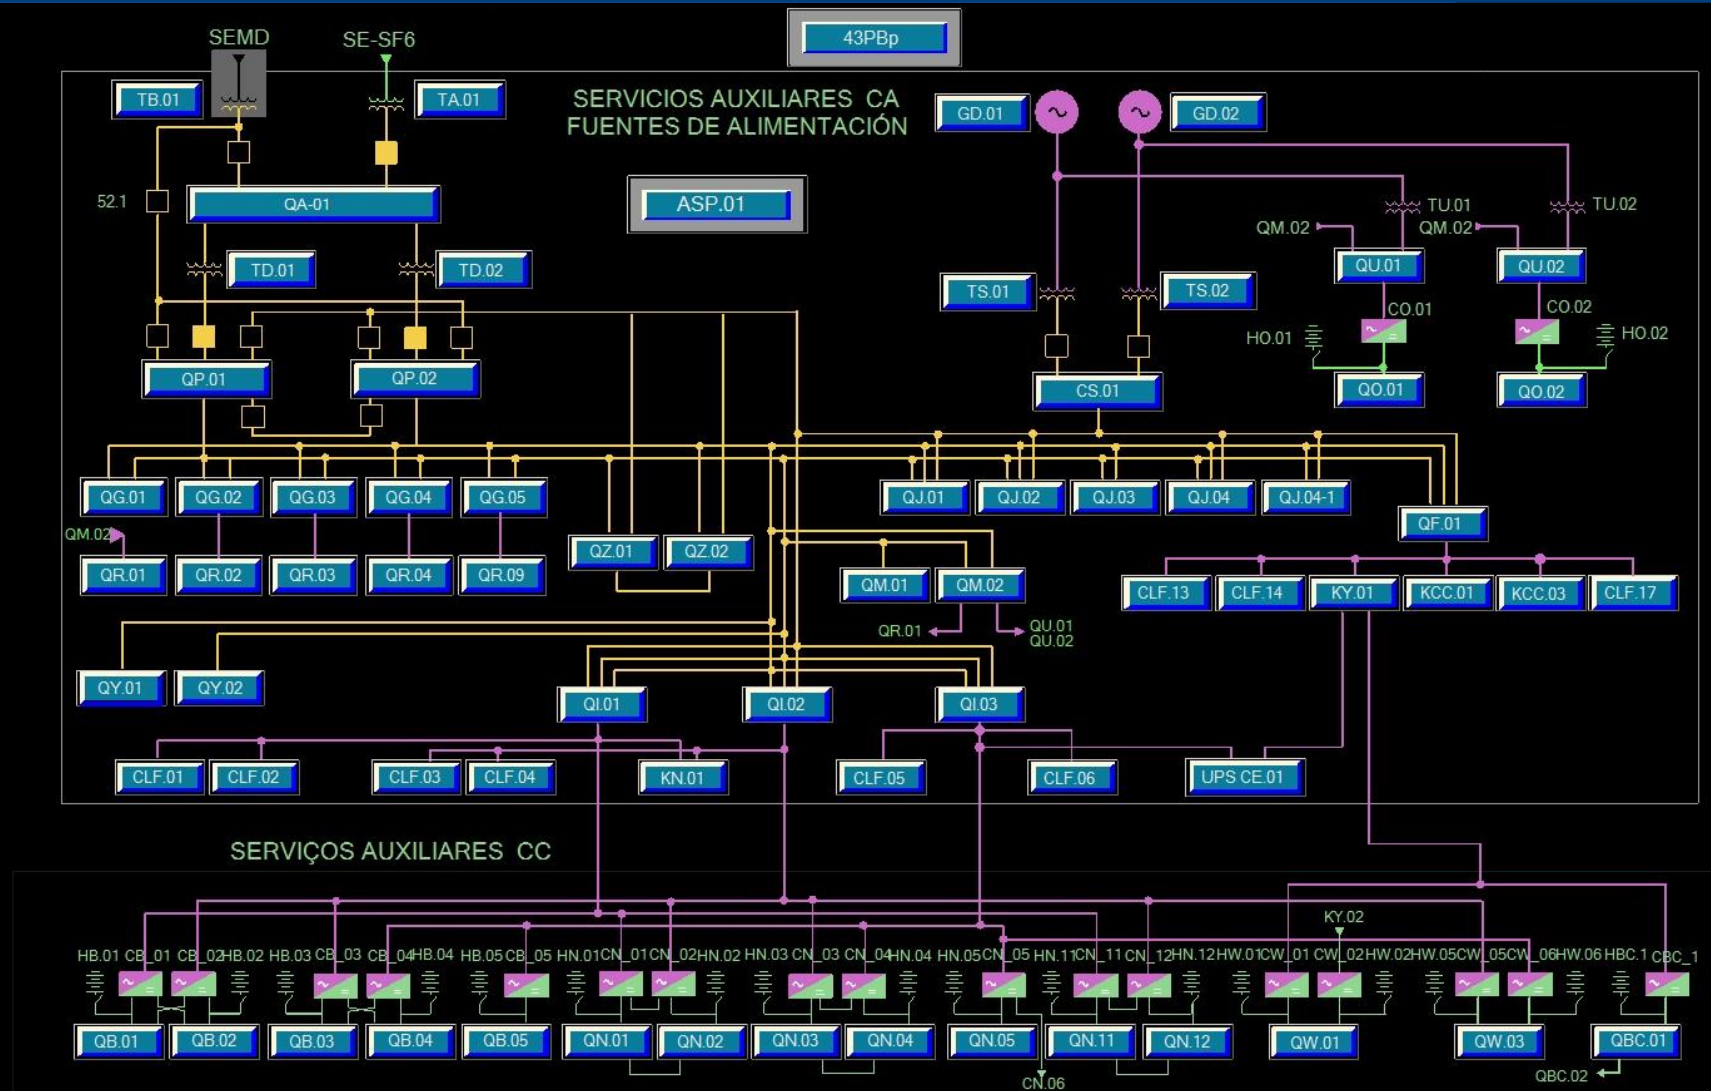 SEMD
SE-SF6
43PBp
TB.01
TA.01
SERVICIOS AUXILIARES CA
FUENTES DE ALIMENTACIÓN
GD.01
GD.02
52.1
QA-01
ASP.01
TU.01
TU.02
QM.02
QM.02
TD.01
TD.02
QU.01
QU.02
TS.01
TS.02
CO.01
CO.02
HO.01
HO.02
QP.01
QP.02
CS.01
QO.01
QO.02
QG.01
QG.02
QG.03
QG.04
QG.05
QJ.01
QJ.02
QJ.03
QJ.04
QJ.04-1
QF.01
QM.02
QZ.01
QZ.02
QR.01
QR.02
QR.03
QR.04
QR.09
QM.01
QM.02
CLF.13
CLF.14
KY.01
KCC.01
KCC.03
CLF.17
QR.01
QU.01
QU.02
QY.01
QY.02
QI.01
QI.02
QI.03
CLF.01
CLF.02
CLF.03
CLF.04
KN.01
CLF.05
CLF.06
UPS CE.01
SERVIÇOS AUXILIARES CC
KY.02
HB.01
CB_01
CB_02
HB.02
HB.03
CB_03
CB_04
HB.04
HB.05
CB_05
HN.01
CN_01
CN_02
HN.02
HN.03
CN_03
CN_04
HN.04
HN.05
CN_05
HN.11
CN_11
CN_12
HN.12
HW.01
CW_01
CW_02
HW.02
HW.05
CW_05
CW_06
HW.06
HBC.1
CBC_1
QB.01
QB.02
QB.03
QB.04
QB.05
QN.01
QN.02
QN.03
QN.04
QN.05
QN.11
QN.12
QW.01
QW.03
QBC.01
CN.06
QBC.02